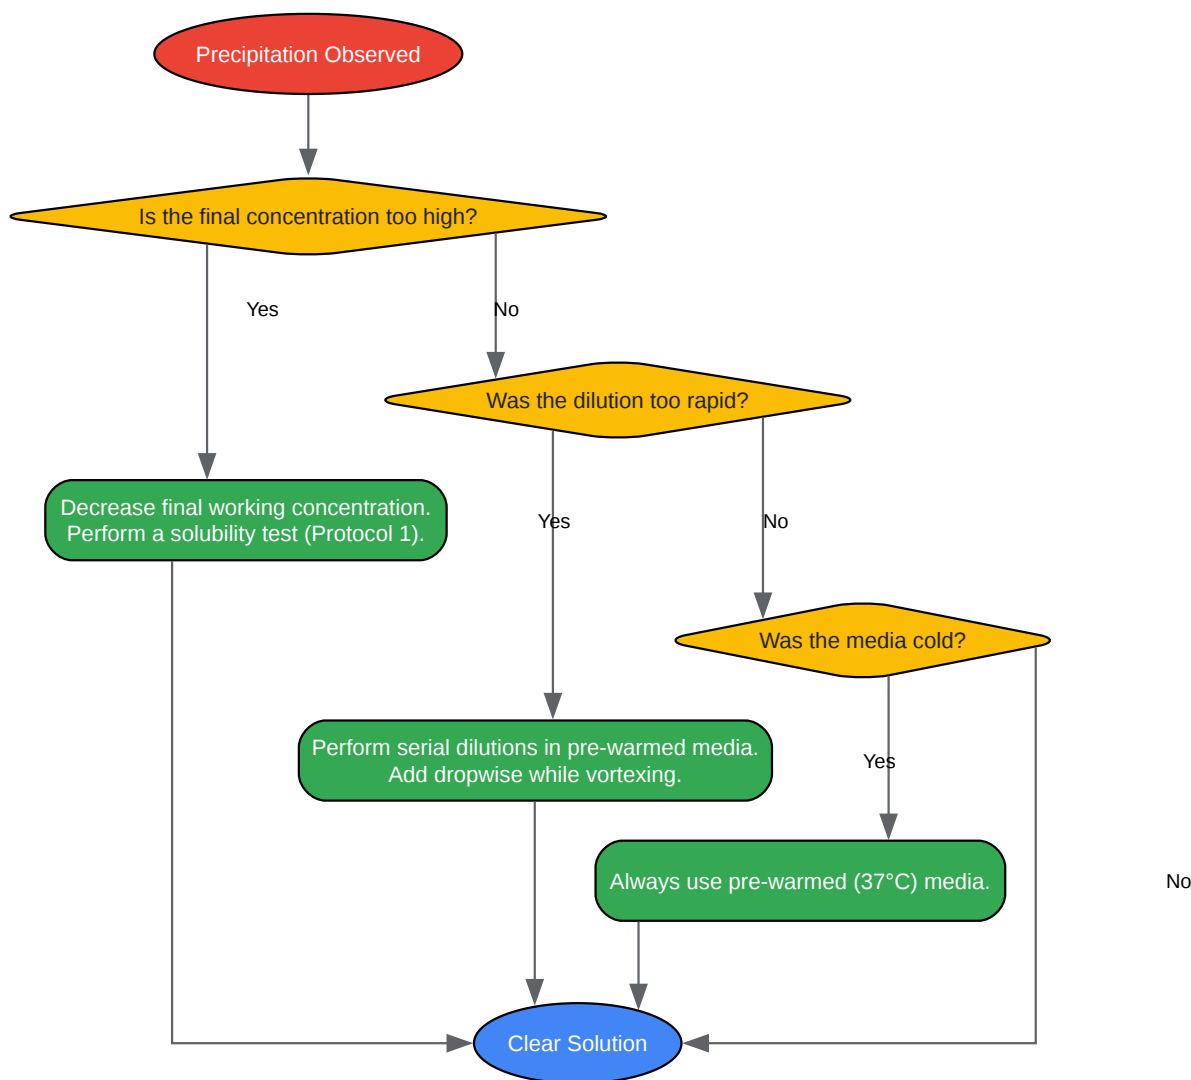 Precipitation Observed
Is the final concentration too high?
Yes
No
Was the dilution too rapid?
Decrease final working concentration.
Perform a solubility test (Protocol 1).
Yes
No
Was the media cold?
Perform serial dilutions in pre-warmed media.
Add dropwise while vortexing.
Yes
Always use pre-warmed (37°C) media.
No
Clear Solution